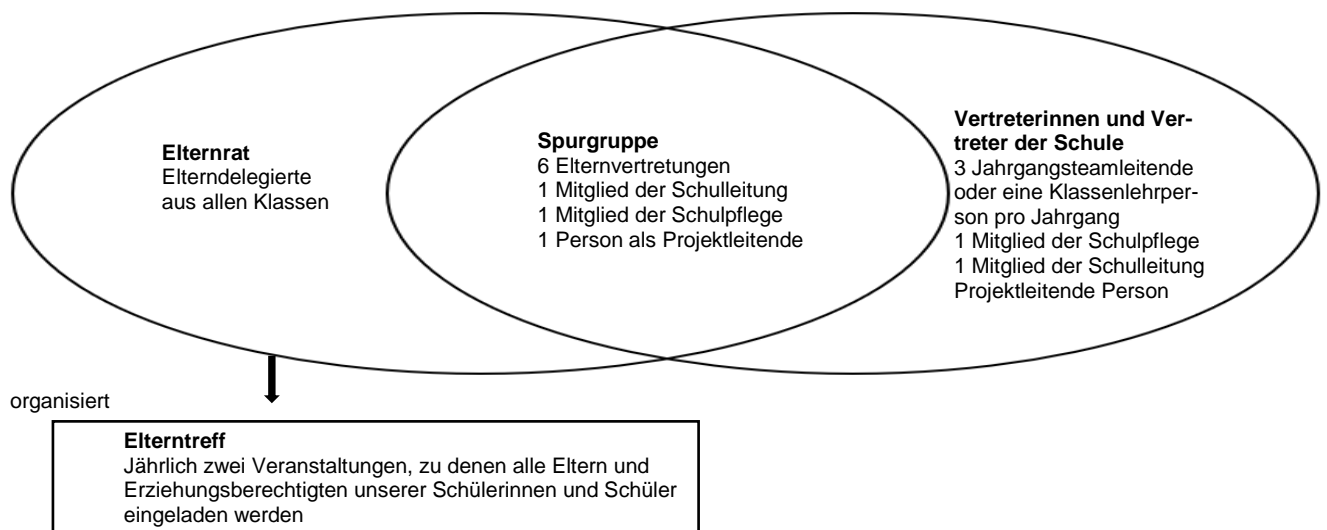 Elternrat
Elterndelegierte
aus allen Klassen
Spurgruppe
6 Elternvertretungen
1 Mitglied der Schulleitung
1 Mitglied der Schulpflege
1 Person als Projektleitende
Vertreterinnen und Ver-
treter der Schule
3 Jahrgangsteamleitende
oder eine Klassenlehrper-
son pro Jahrgang
1 Mitglied der Schulpflege
1 Mitglied der Schulleitung
Projektleitende Person
organisiert
Elterntreff
Jährlich zwei Veranstaltungen, zu denen alle Eltern und
Erziehungsberechtigten unserer Schülerinnen und Schüler
eingeladen werden